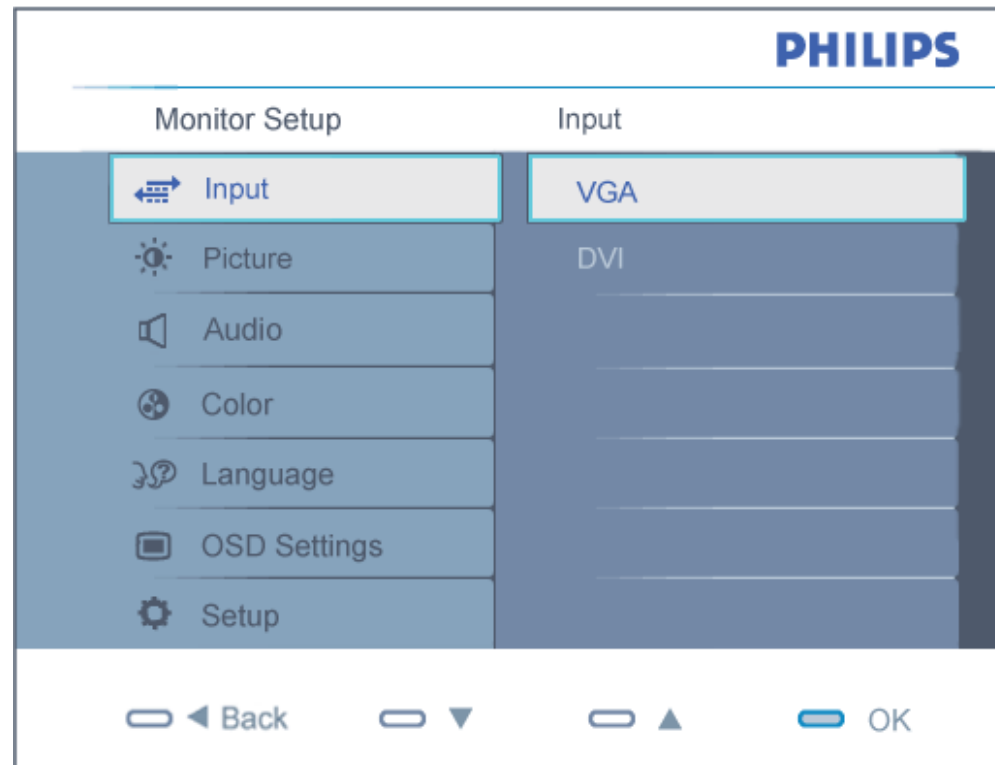 PHILIPS
Monitor Setup
Input
Input
VGA
Picture
DVI
Audio
Color
Language
OSD Settings
Setup
Back
OK